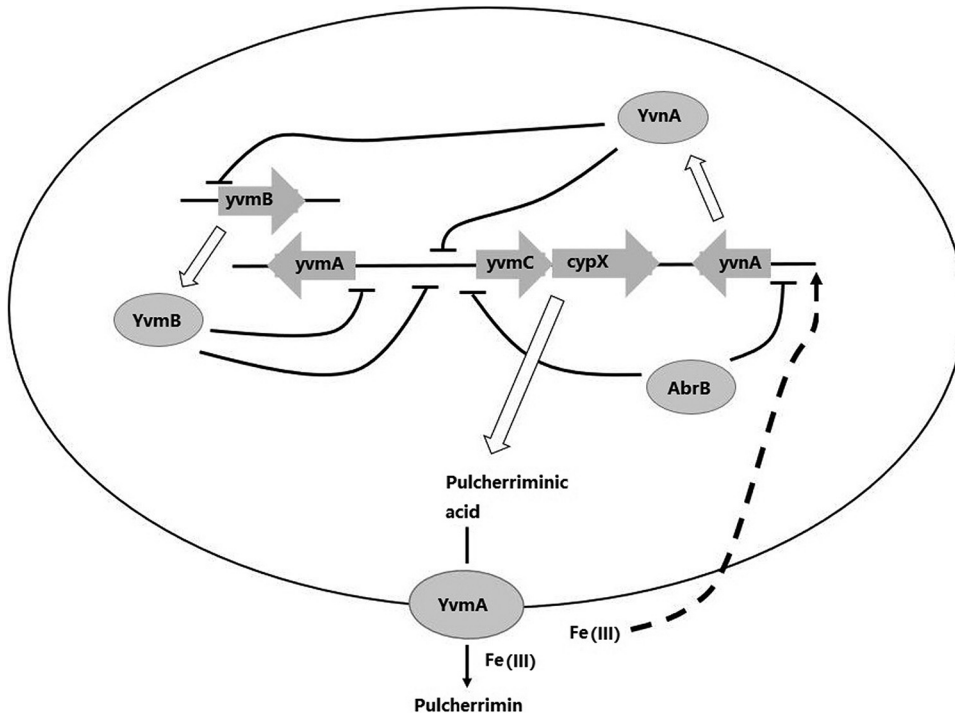 YvnA
yvmB
yvmA
yvmC
cypX
yvnA
YvmB
AbrB
Pulcherriminic
acid
YvmA
Fe(III)
Fe(III)
Pulcherrimin